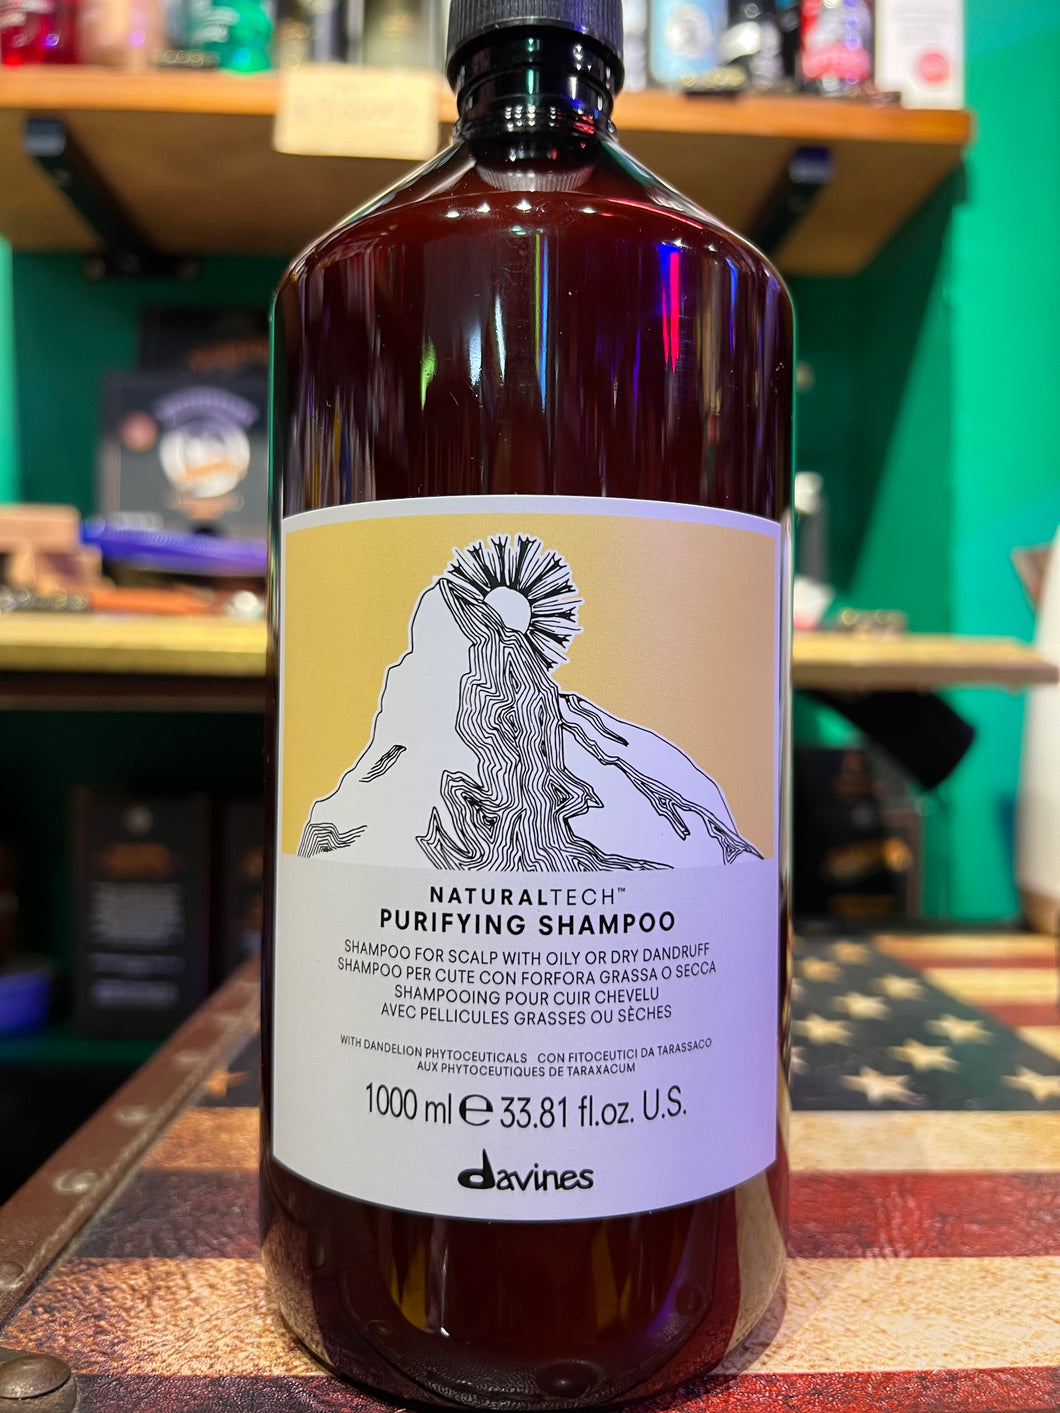 NATURALTECH™
PURIFYING SHAMPOO
SHAMPOO FOR SCALP WITH OILY OR DRY DANDRUFF
SHAMPOO PER CUTE CON FORFORA GRASSA O SECCA
SHAMPOOING POUR CUIR CHEVELU
AVEC PELLICULES GRASSES OU SÈCHES
WITH DANDELION PHYTOCEUTICALS CON FITOCEUTICI DA TARASSACO
AUX PHYTOCEUTIQUES DE TARAXACUM
1000 ml ℮ 33.81 fl.oz. U.S.
davines